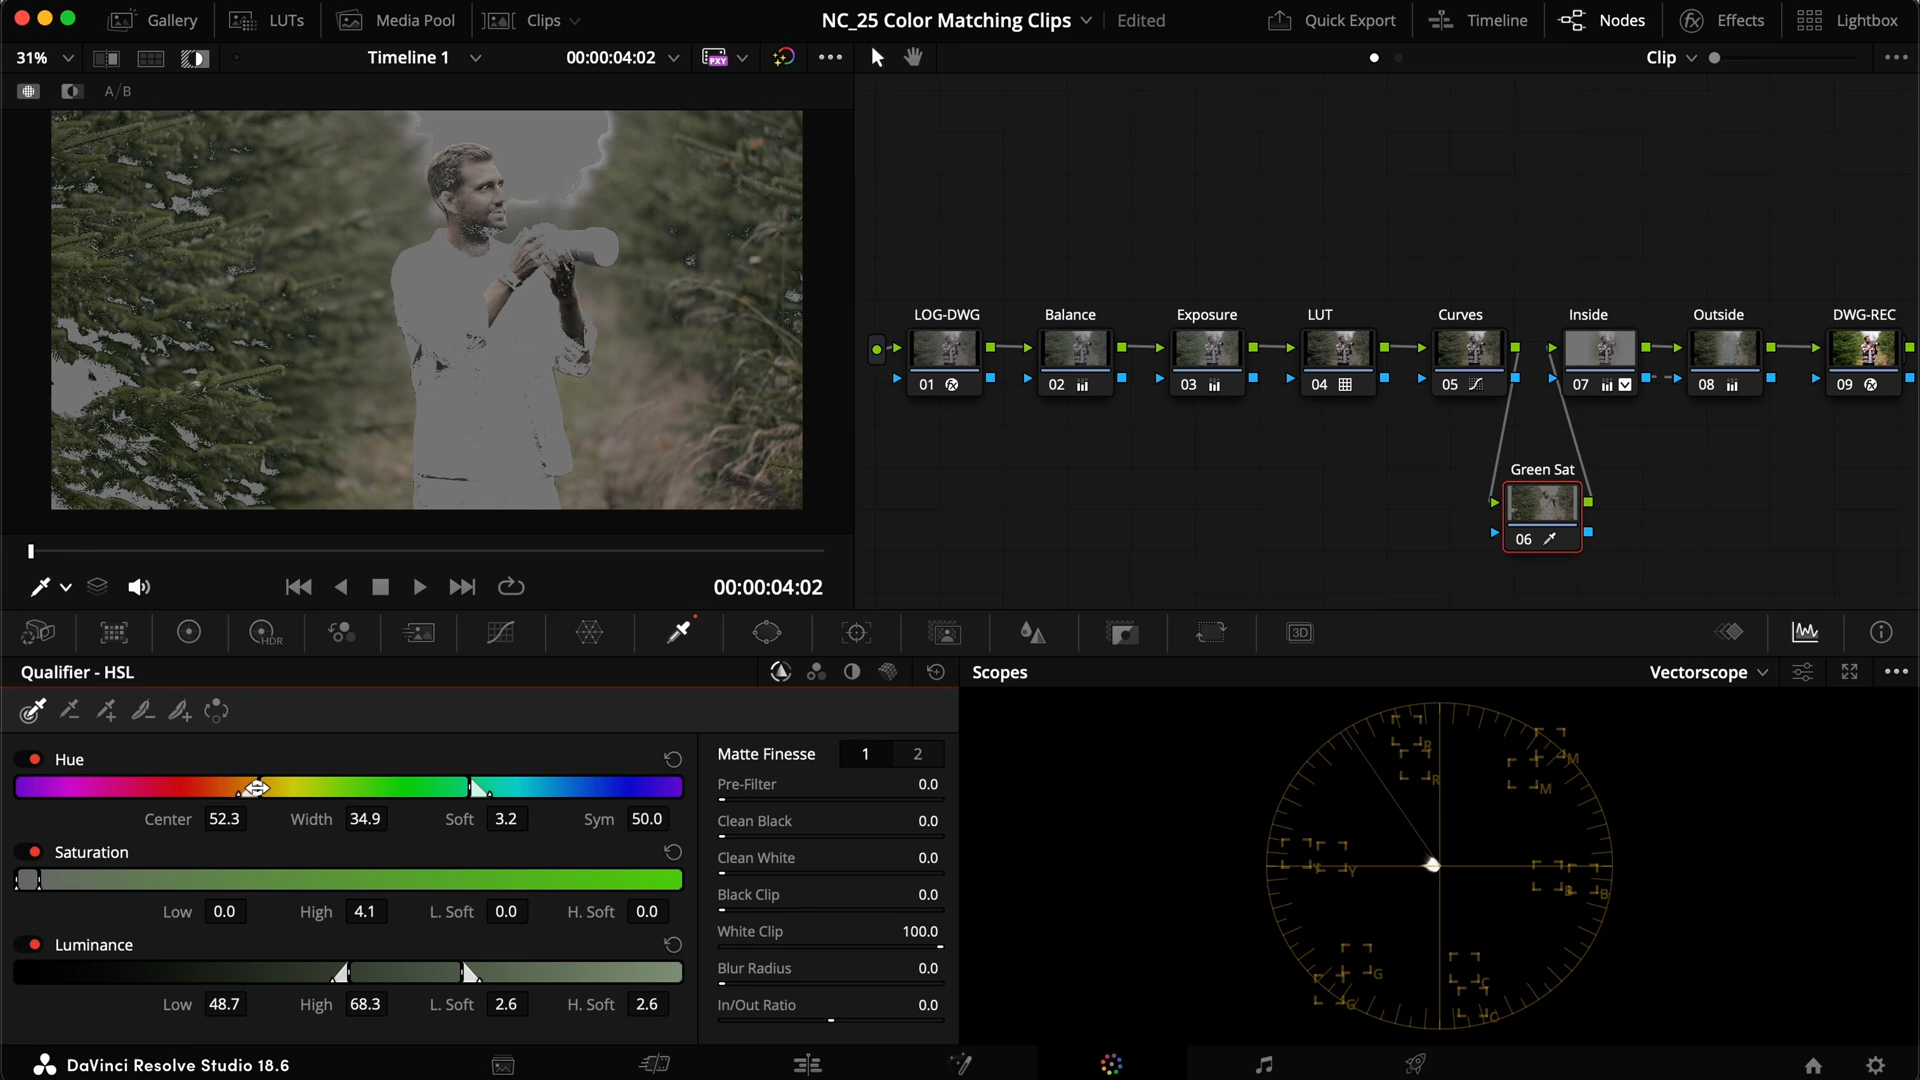 Gallery LUTs Media Pool Clips NC_25 Color Matching Clips Edited Quick Export Timeline Nodes Effects Lightbox
31% Timeline 1 00:00:04:02 PXY Clip
A/B
LOG-DWG Balance Exposure LUT Curves Inside Outside DWG-REC
01 02 03 04 05 07 08 09
Green Sat
06
00:00:04:02
HDR 3D
Qualifier - HSL Scopes Vectorscope
Hue
Center 52.3 Width 34.9 Soft 3.2 Sym 50.0
Saturation
Low 0.0 High 4.1 L. Soft 0.0 H. Soft 0.0
Luminance
Low 48.7 High 68.3 L. Soft 2.6 H. Soft 2.6
Matte Finesse 1 2
Pre-Filter 0.0
Clean Black 0.0
Clean White 0.0
Black Clip 0.0
White Clip 100.0
Blur Radius 0.0
In/Out Ratio 0.0
R M
R M
Y Y B B
G C
G C
DaVinci Resolve Studio 18.6